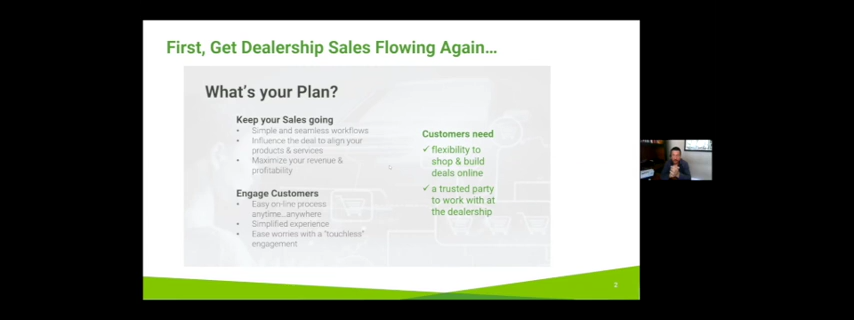 First, Get Dealership Sales Flowing Again...
What's your Plan?
Keep your Sales going
• Simple and seamless workflows
• Influence the deal to align your
products & services
• Maximize your revenue &
profitability
Engage Customers
• Easy on-line process
anytime...anywhere
• Simplified experience
• Ease worries with a "touchless"
engagement
Customers need
✓ flexibility to
shop & build
deals online
✓ a trusted party
to work with at
the dealership
2